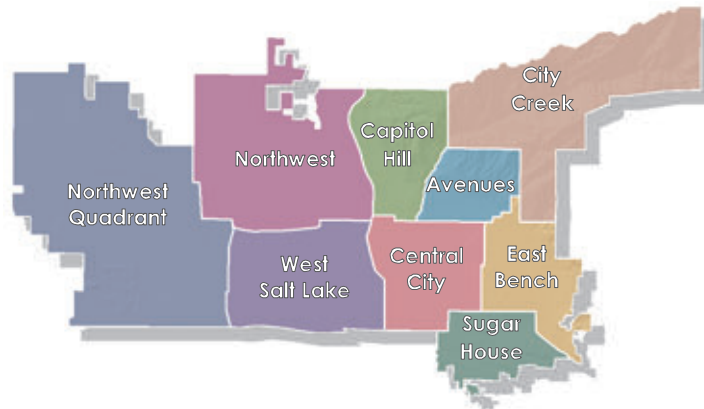 City
Creek
Capitol
Hill
Northwest
Avenues
Northwest
Quadrant
West
Salt Lake
Central
City
East
Bench
Sugar
House